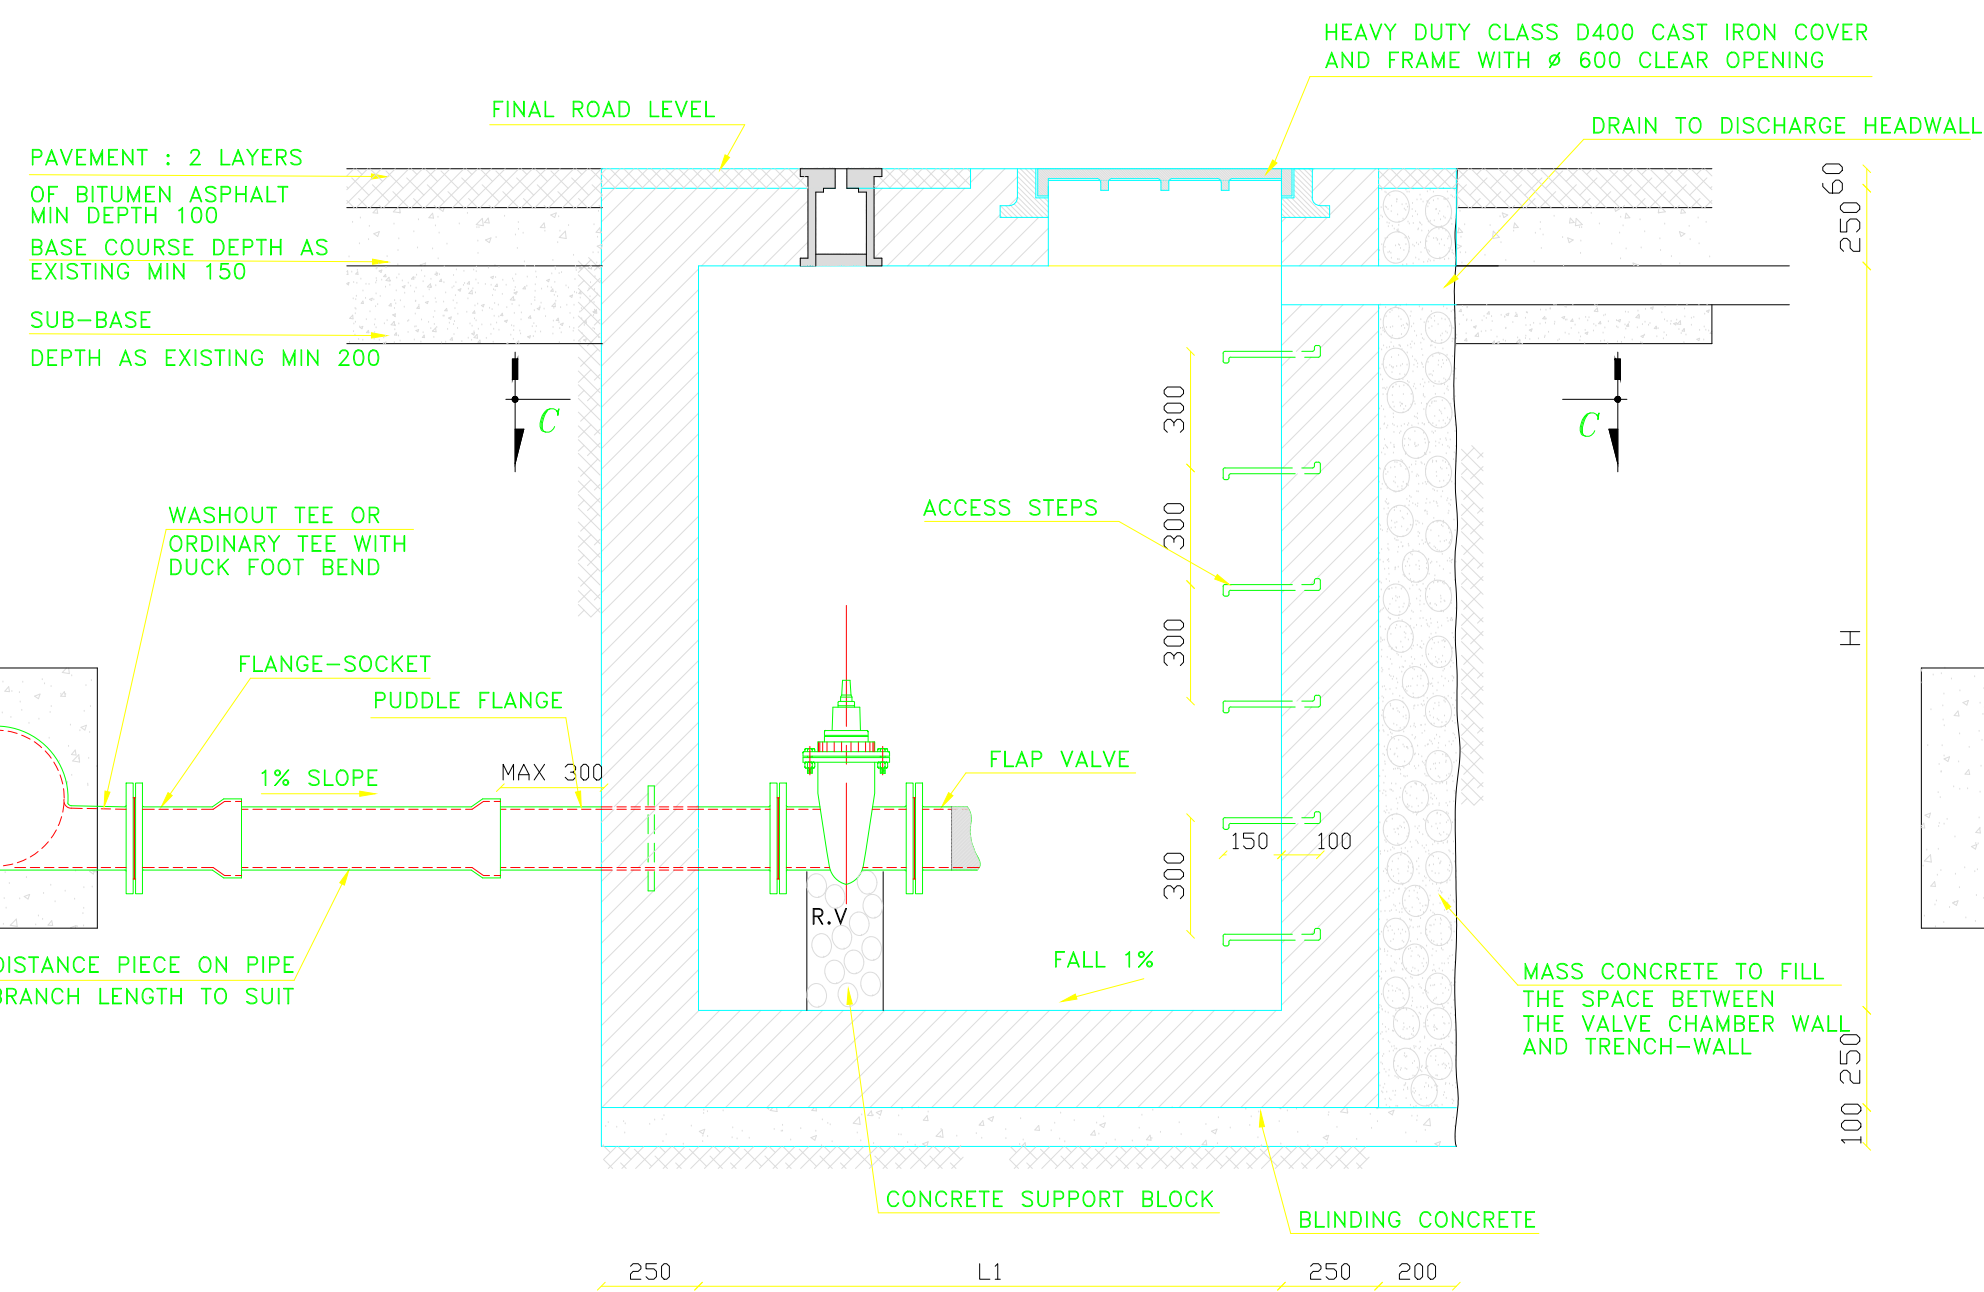 HEAVY DUTY CLASS D400 CAST IRON COVER
AND FRAME WITH Ø 600 CLEAR OPENING
FINAL ROAD LEVEL
DRAIN TO DISCHARGE HEADWALL
PAVEMENT : 2 LAYERS
OF BITUMEN ASPHALT
MIN DEPTH 100
BASE COURSE DEPTH AS
EXISTING MIN 150
SUB-BASE
DEPTH AS EXISTING MIN 200
60
250
C
C
300
ACCESS STEPS
300
300
H
WASHOUT TEE OR
ORDINARY TEE WITH
DUCK FOOT BEND
FLANGE-SOCKET
PUDDLE FLANGE
1% SLOPE
MAX 300
FLAP VALVE
150
100
300
R.V
FALL 1%
DISTANCE PIECE ON PIPE
BRANCH LENGTH TO SUIT
MASS CONCRETE TO FILL
THE SPACE BETWEEN
THE VALVE CHAMBER WALL
AND TRENCH-WALL
250
100
CONCRETE SUPPORT BLOCK
BLINDING CONCRETE
250
L1
250
200